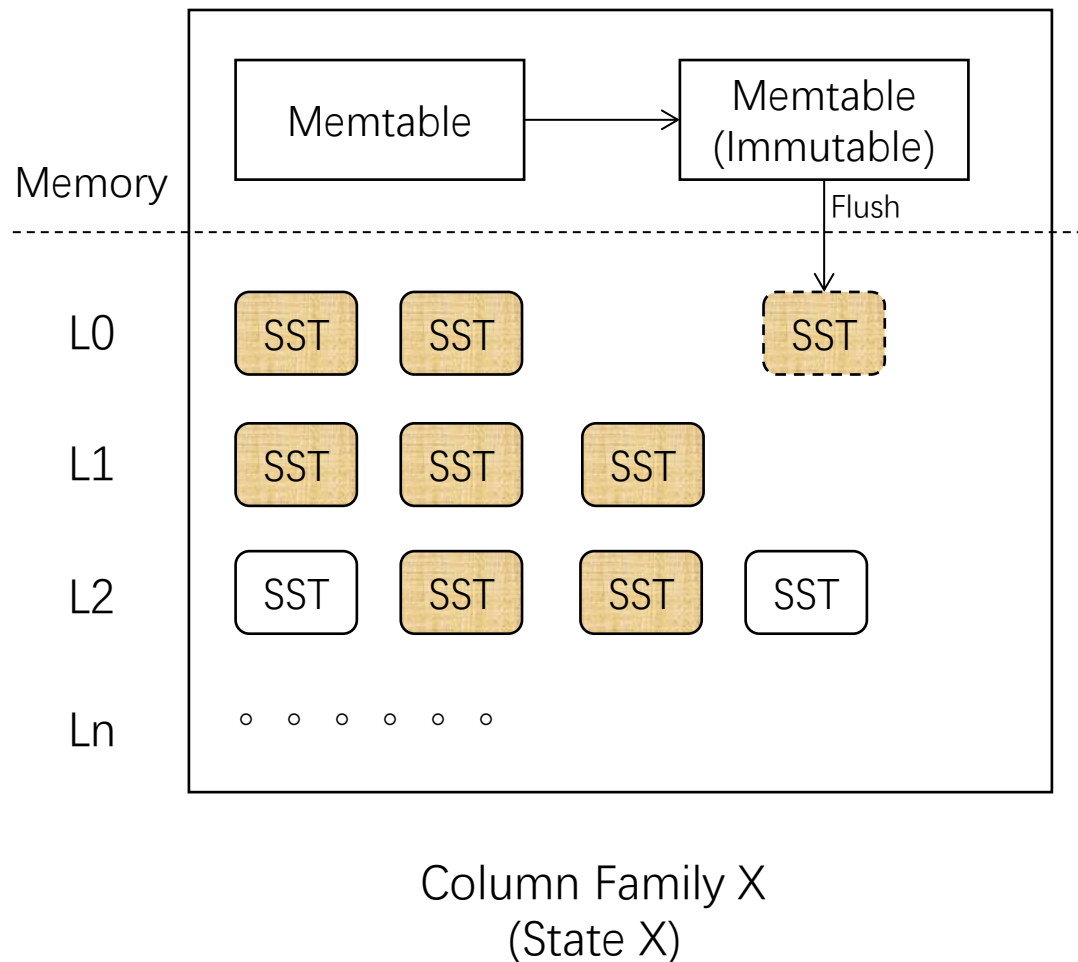 Memtable
Memtable
(Immutable)
Memory
Flush
L0
SST SST SST
L1
SST SST SST
L2
SST SST SST SST
Ln
Column Family X
(State X)